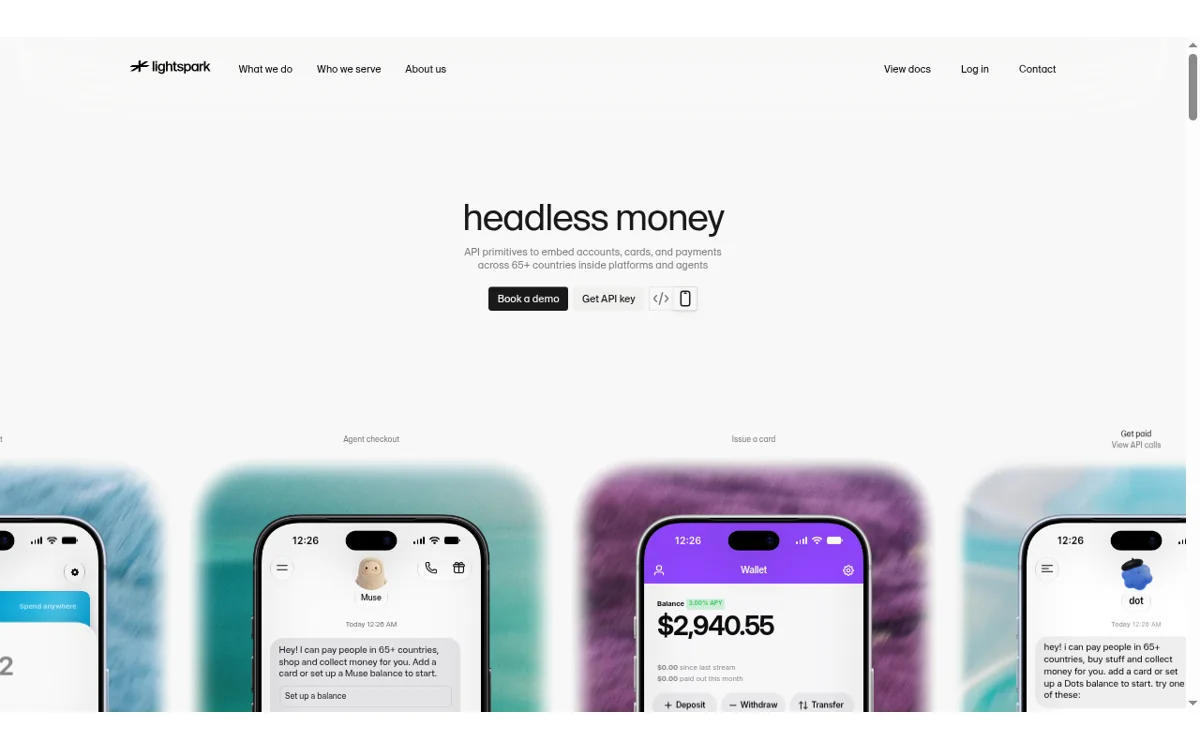 lightspark
What we do
Who we serve
About us
View docs
Log in
Contact
headless money
API primitives to embed accounts, cards, and payments
across 65+ countries inside platforms and agents
Book a demo
Get API key
</>
t
Agent checkout
Issue a card
Get paid
View API calls
Spend anywhere
2
12:26
Muse
Today 12:26 AM
Hey! I can pay people in 65+ countries,
shop and collect money for you. Add a
card or set up a Muse balance to start.
Set up a balance
12:26
Wallet
Balance 3.00% APY
$2,940.55
$0.00 since last stream
$0.00 paid out this month
+ Deposit
— Withdraw
Transfer
12:26
dot
Today 12:26 AM
hey! i can pay people in 65+
countries, buy stuff and collect
money for you. add a card or set
up a Dots balance to start. try one
of these: